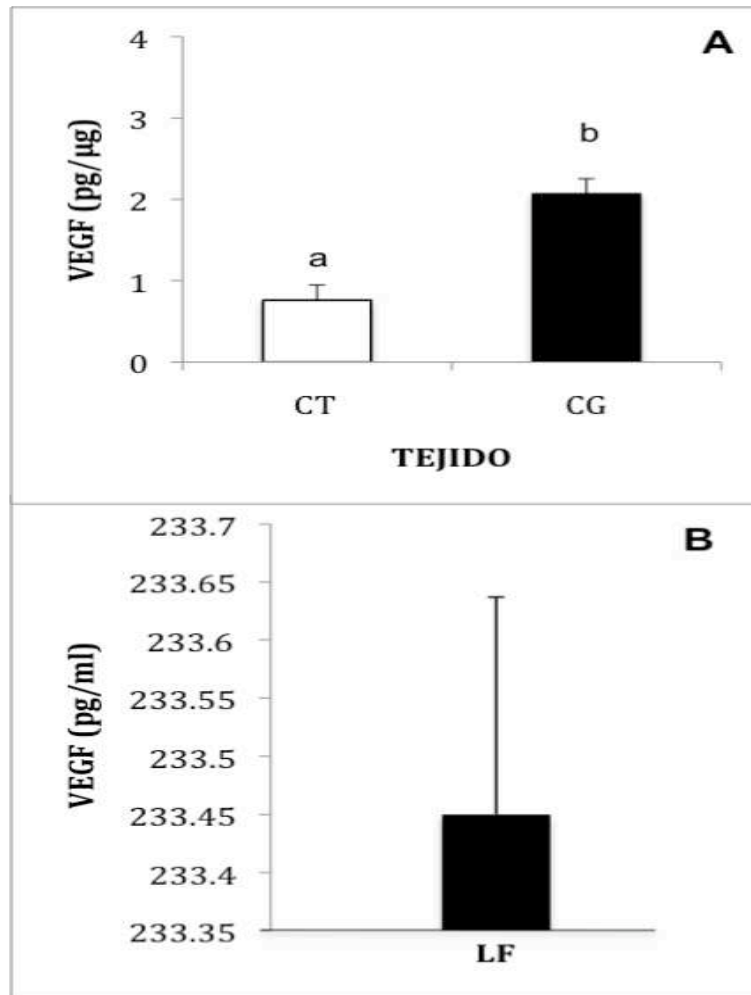 A
4
3
2
1
0
VEGF (pg/µg)
a
b
CT
CG
TEJIDO
B
233.7
233.65
233.6
233.55
233.5
233.45
233.4
233.35
VEGF (pg/ml)
LF